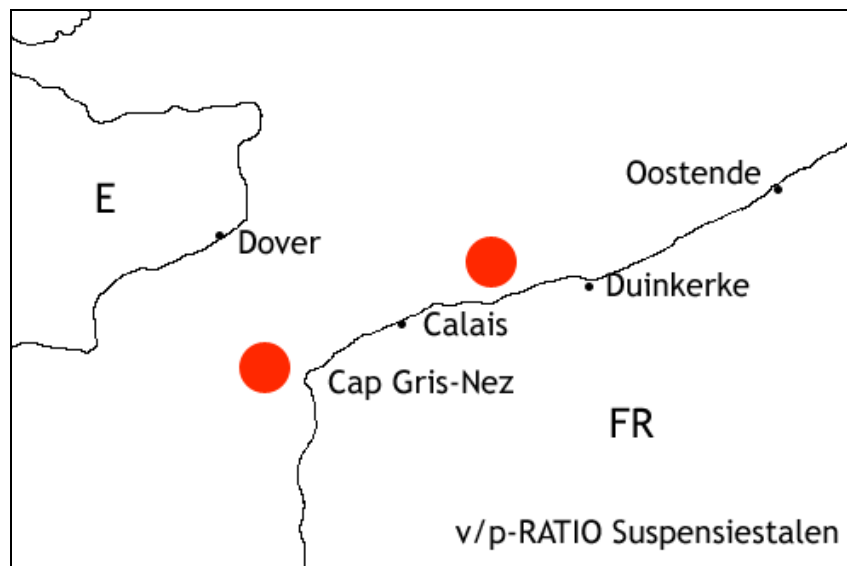 Oostende
E
Dover
Duinkerke
Calais
Cap Gris-Nez
FR
v/p-RATIO Suspensiestalen